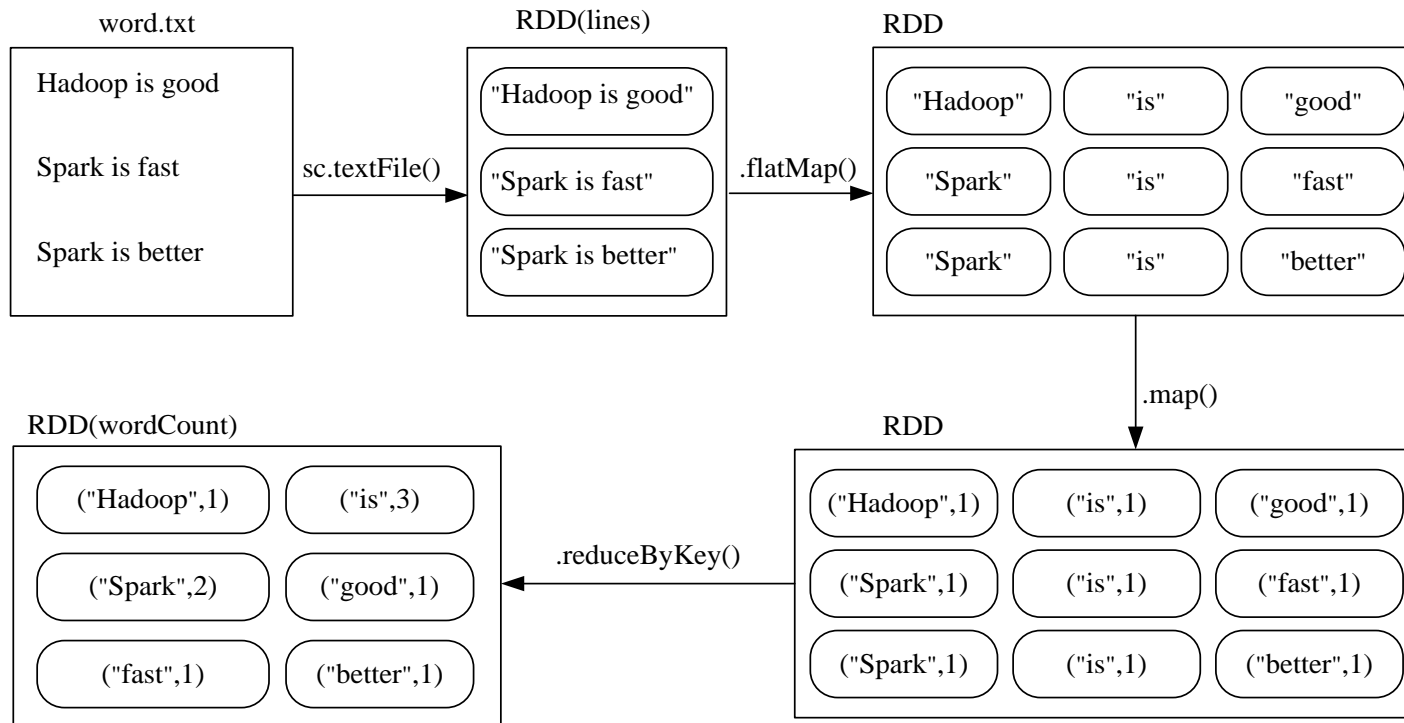 word.txt
Hadoop is good
Spark is fast
Spark is better
sc.textFile()
RDD(lines)
"Hadoop is good"
"Spark is fast"
"Spark is better"
.flatMap()
RDD
"Hadoop" "is" "good"
"Spark" "is" "fast"
"Spark" "is" "better"
.map()
RDD
("Hadoop",1) ("is",1) ("good",1)
("Spark",1) ("is",1) ("fast",1)
("Spark",1) ("is",1) ("better",1)
.reduceByKey()
RDD(wordCount)
("Hadoop",1) ("is",3)
("Spark",2) ("good",1)
("fast",1) ("better",1)